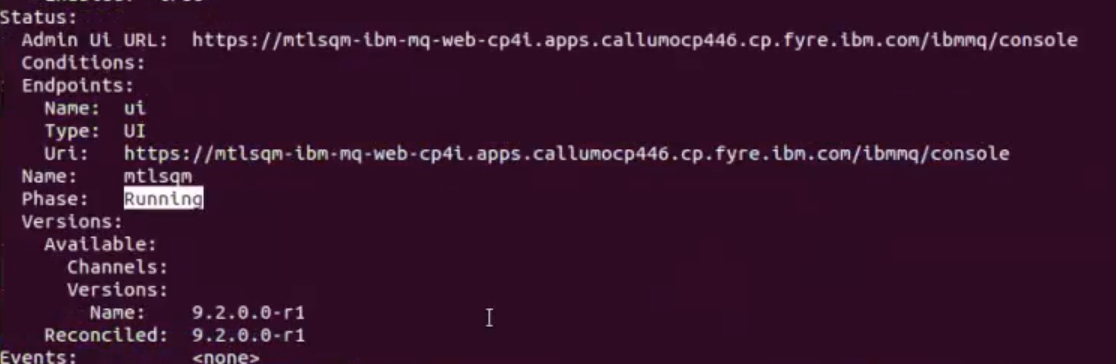 Status:
Admin Ui URL: https://mtlsqm-ibm-mq-web-cp4i.apps.callumocp446.cp.fyre.ibm.com/ibmmq/console
Conditions:
Endpoints:
Name: ui
Type: UI
Uri: https://mtlsqm-ibm-mq-web-cp4i.apps.callumocp446.cp.fyre.ibm.com/ibmmq/console
Name: mtlsqm
Phase: Running
Versions:
Available:
Channels:
Versions:
Name: 9.2.0.0-r1
Reconciled: 9.2.0.0-r1
Events: <none>